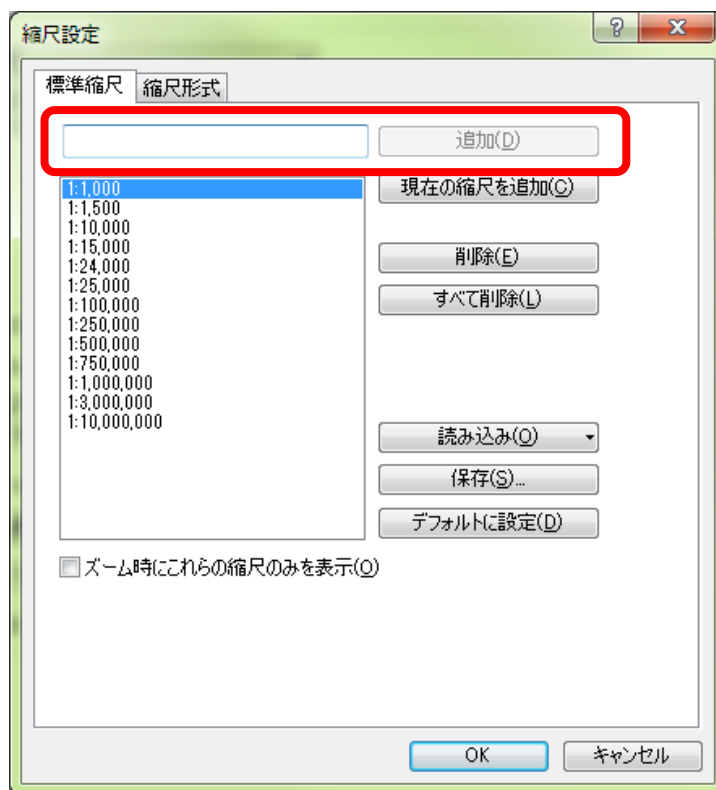 縮尺設定
標準縮尺 縮尺形式
追加(D)
現在の縮尺を追加(C)
1:1,000
1:1,500
1:10,000
1:15,000
1:24,000
1:25,000
1:100,000
1:250,000
1:500,000
1:750,000
1:1,000,000
1:3,000,000
1:10,000,000
削除(E)
すべて削除(L)
読み込み(O)
保存(S)...
デフォルトに設定(D)
ズーム時にこれらの縮尺のみを表示(O)
OK キャンセル